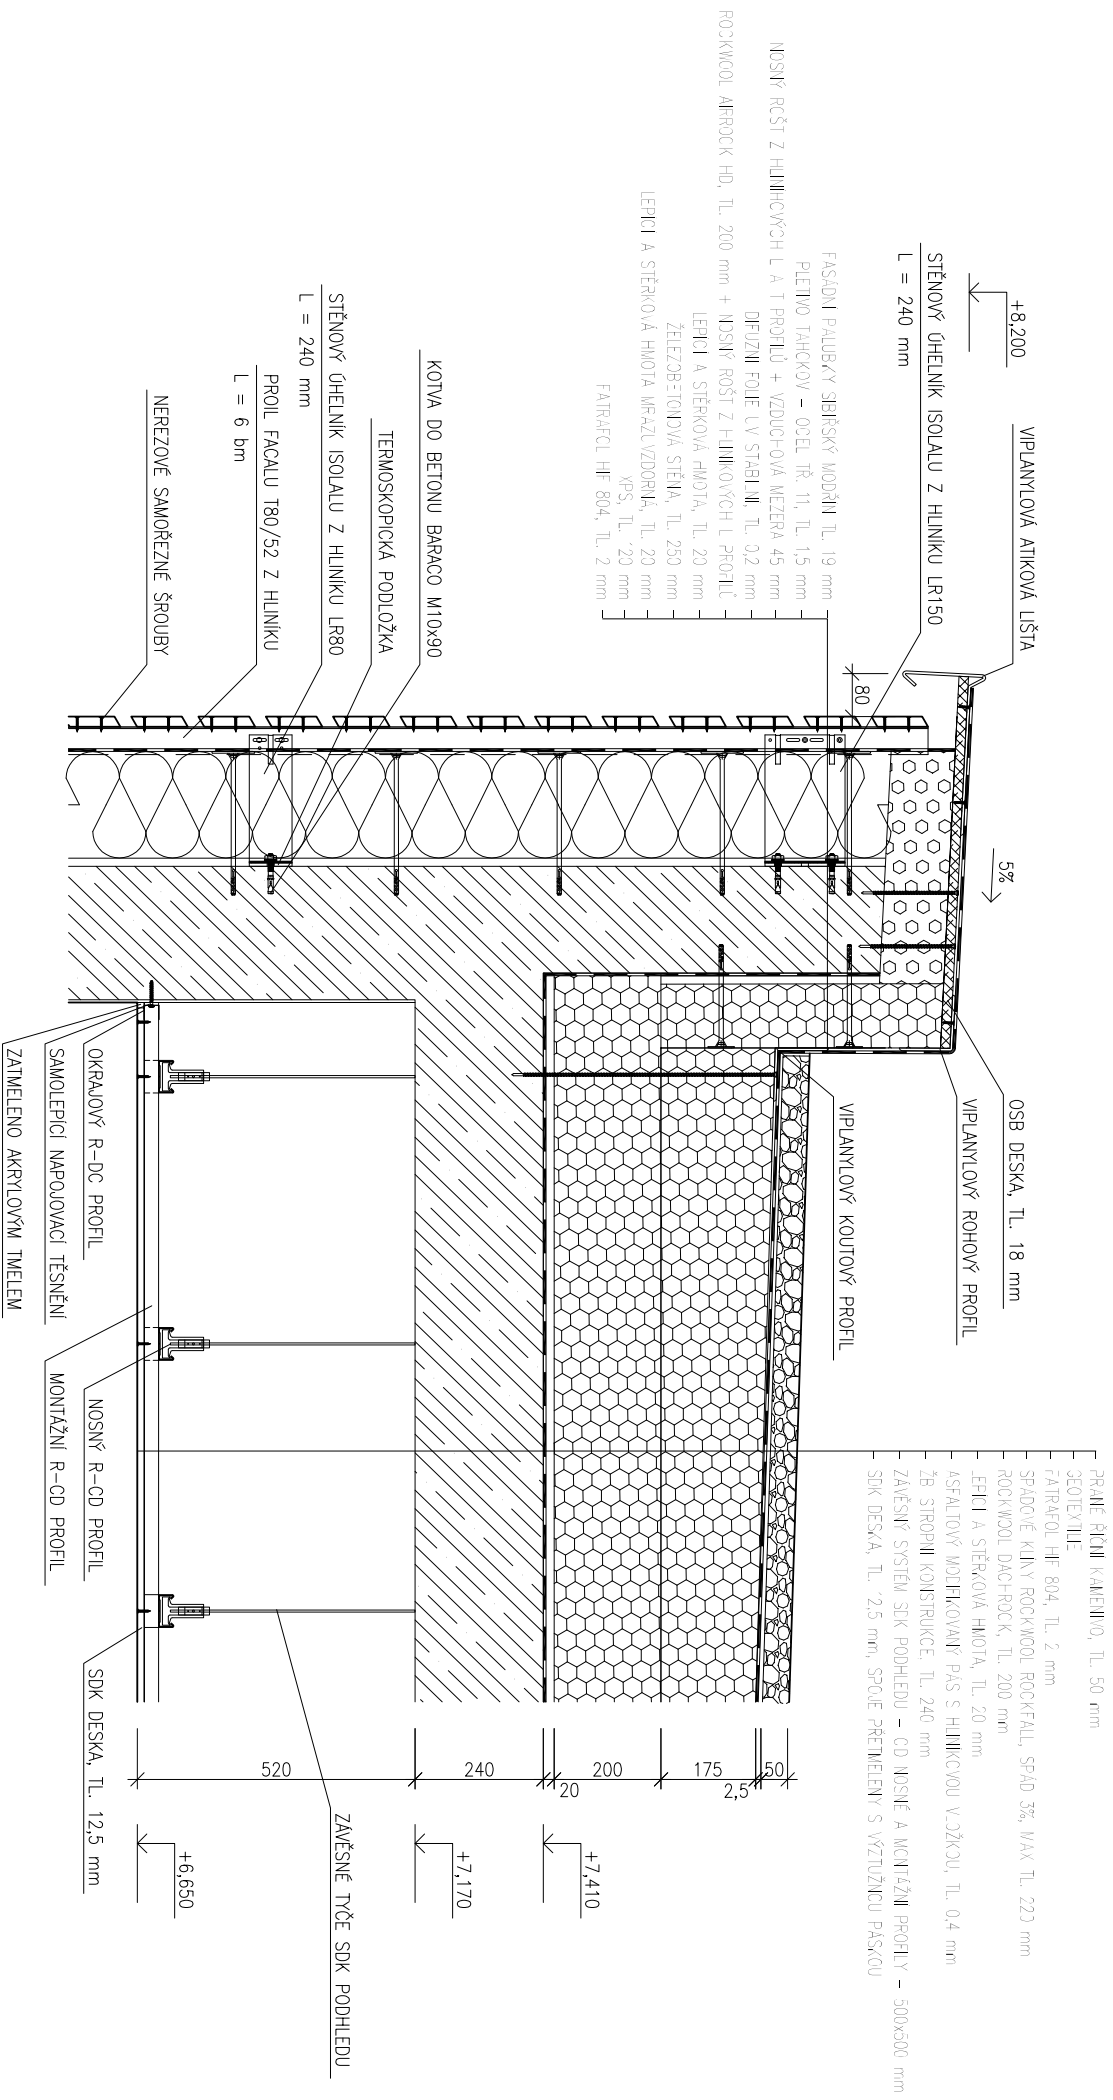 +8,200
VIPLANYLOVÁ ATIKOVÁ LIŠTA
STĚNOVÝ ÚHELNÍK ISOLALU Z HLINÍKU LR150
L = 240 mm
FASÁDNÍ PALUBKY SIBIŘSKÝ MODŘÍN TL. 19 mm
PLETIVO TAHOKOV - OCEL TŘ. 11, TL. 1,5 mm
NOSNÝ ROŠT Z HLINÍKOVÝCH L A T PROFILŮ + VZDUCHOVÁ MEZERA 45 mm
DIFÚZNÍ FOLIE UV STABILNÍ, TL. 0,2 mm
ROCKWOOL AIRROCK HD, TL. 200 mm + NOSNÝ ROŠT Z HLINÍKOVÝCH L PROFILŮ
LEPÍCÍ A STĚRKOVÁ HMOTA, TL. 20 mm
ŽELEZOBETONOVÁ STĚNA, TL. 250 mm
LEPÍCÍ A STĚRKOVÁ HMOTA MRAZUVZDORNÁ, TL. 20 mm
XPS, TL. 120 mm
FATRAFOL HIF 804, TL. 2 mm
KOTVA DO BETONU BARACO M10x90
TERMOSKOPICKÁ PODLOŽKA
STĚNOVÝ ÚHELNÍK ISOLALU Z HLINÍKU LR80
L = 240 mm
PROIL FACALU T80/52 Z HLINÍKU
L = 6 bm
NEREZOVÉ SAMOŘEZNÉ ŠROUBY
80
5%
OSB DESKA, TL. 18 mm
VIPLANYLOVÝ ROHOVÝ PROFIL
VIPLANYLOVÝ KOUTOVÝ PROFIL
OKRAJOVÝ R-DC PROFIL
SAMOLEPÍCÍ NAPOJOVACÍ TĚSNĚNÍ
ZATMELENO AKRYLOVÝM TMELEM
NOSNÝ R-CD PROFIL
MONTÁŽNÍ R-CD PROFIL
PRANÉ ŘÍČNÍ KAMENIVO, TL. 50 mm
GEOTEXTILIE
FATRAFOL HIF 804, TL. 2 mm
SPÁDOVÉ KLÍNY ROCKWOOL ROCKFALL, SPÁD 3%, MAX TL. 220 mm
ROCKWOOL DACHROCK, TL. 200 mm
LEPÍCÍ A STĚRKOVÁ HMOTA, TL. 20 mm
ASFALTOVÝ MODIFIKOVANÝ PÁS S HLINÍKOVOU VLOŽKOU, TL. 0,4 mm
ŽB STROPNÍ KONSTRUKCE, TL. 240 mm
ZÁVĚSNÝ SYSTÉM SDK PODHLEDU - CD NOSNÉ A MONTÁŽNÍ PROFILY - 500x500 mm
SDK DESKA, TL. 12,5 mm, SPOJE PŘETMELENY S VÝZTUŽNOU PÁSKOU
50
2,5
175
200
20
240
520
+7,410
+7,170
+6,650
ZÁVĚSNÉ TYČE SDK PODHLEDU
SDK DESKA, TL. 12,5 mm